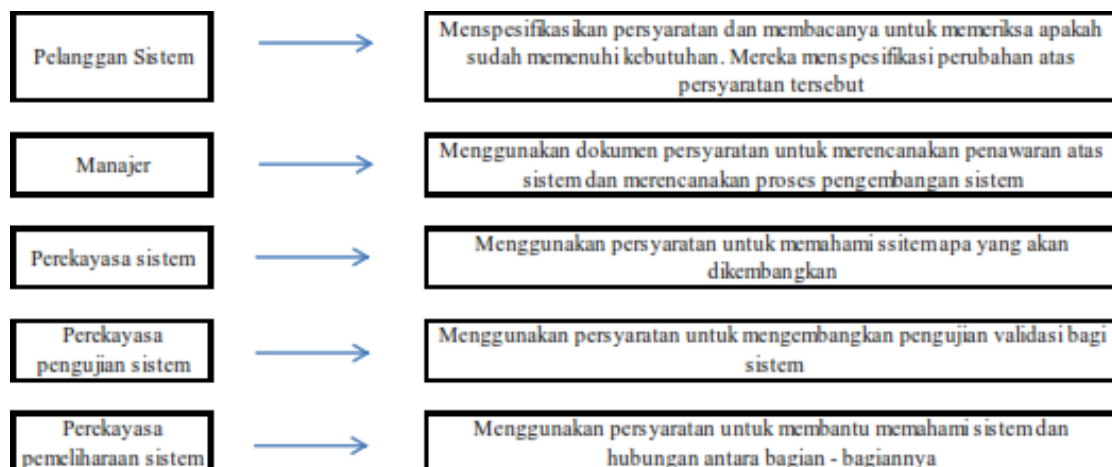 Pelanggan Sistem
Menspesifikasikan persyaratan dan membacanya untuk memeriksa apakah
sudah memenuhi kebutuhan. Mereka menspesifikasi perubahan atas
persyaratan tersebut
Manajer
Menggunakan dokumen persyaratan untuk merencanakan penawaran atas
sistem dan merencanakan proses pengembangan sistem
Perekayasa sistem
Menggunakan persyaratan untuk memahami ssitem apa yang akan
dikembangkan
Perekayasa
pengujian sistem
Menggunakan persyaratan untuk mengembangkan pengujian validasi bagi
sistem
Perekayasa
pemeliharaan sistem
Menggunakan persyaratan untuk membantu memahami sistem dan
hubungan antara bagian - bagiannya